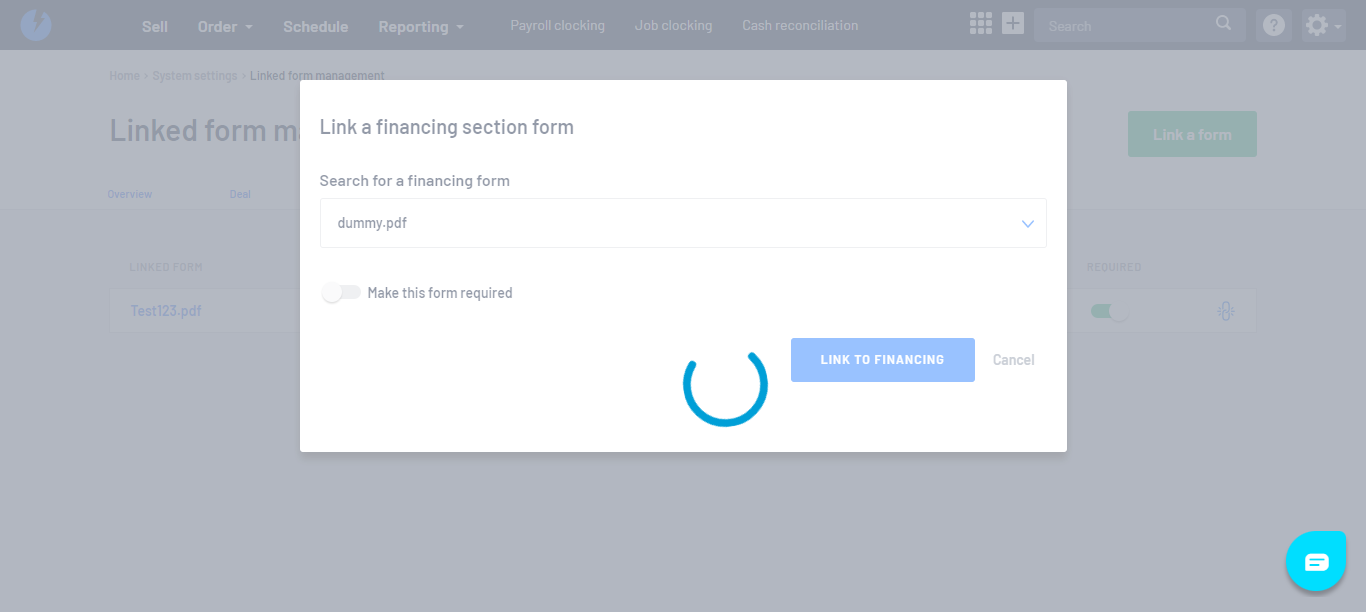 Sell Order Schedule Reporting Payroll clocking Job clocking Cash reconciliation Search
Home › System settings › Linked form management
Linked form ma
Link a form
Overview Deal
LINKED FORM REQUIRED
Test123.pdf
Link a financing section form
Search for a financing form
dummy.pdf
Make this form required
LINK TO FINANCING Cancel